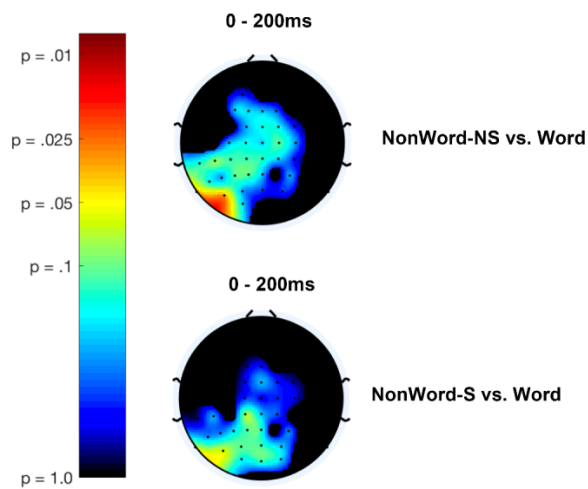 0 - 200ms
p = .01
p = .025
NonWord-NS vs. Word
p = .05
p = .1
0 - 200ms
NonWord-S vs. Word
p = 1.0